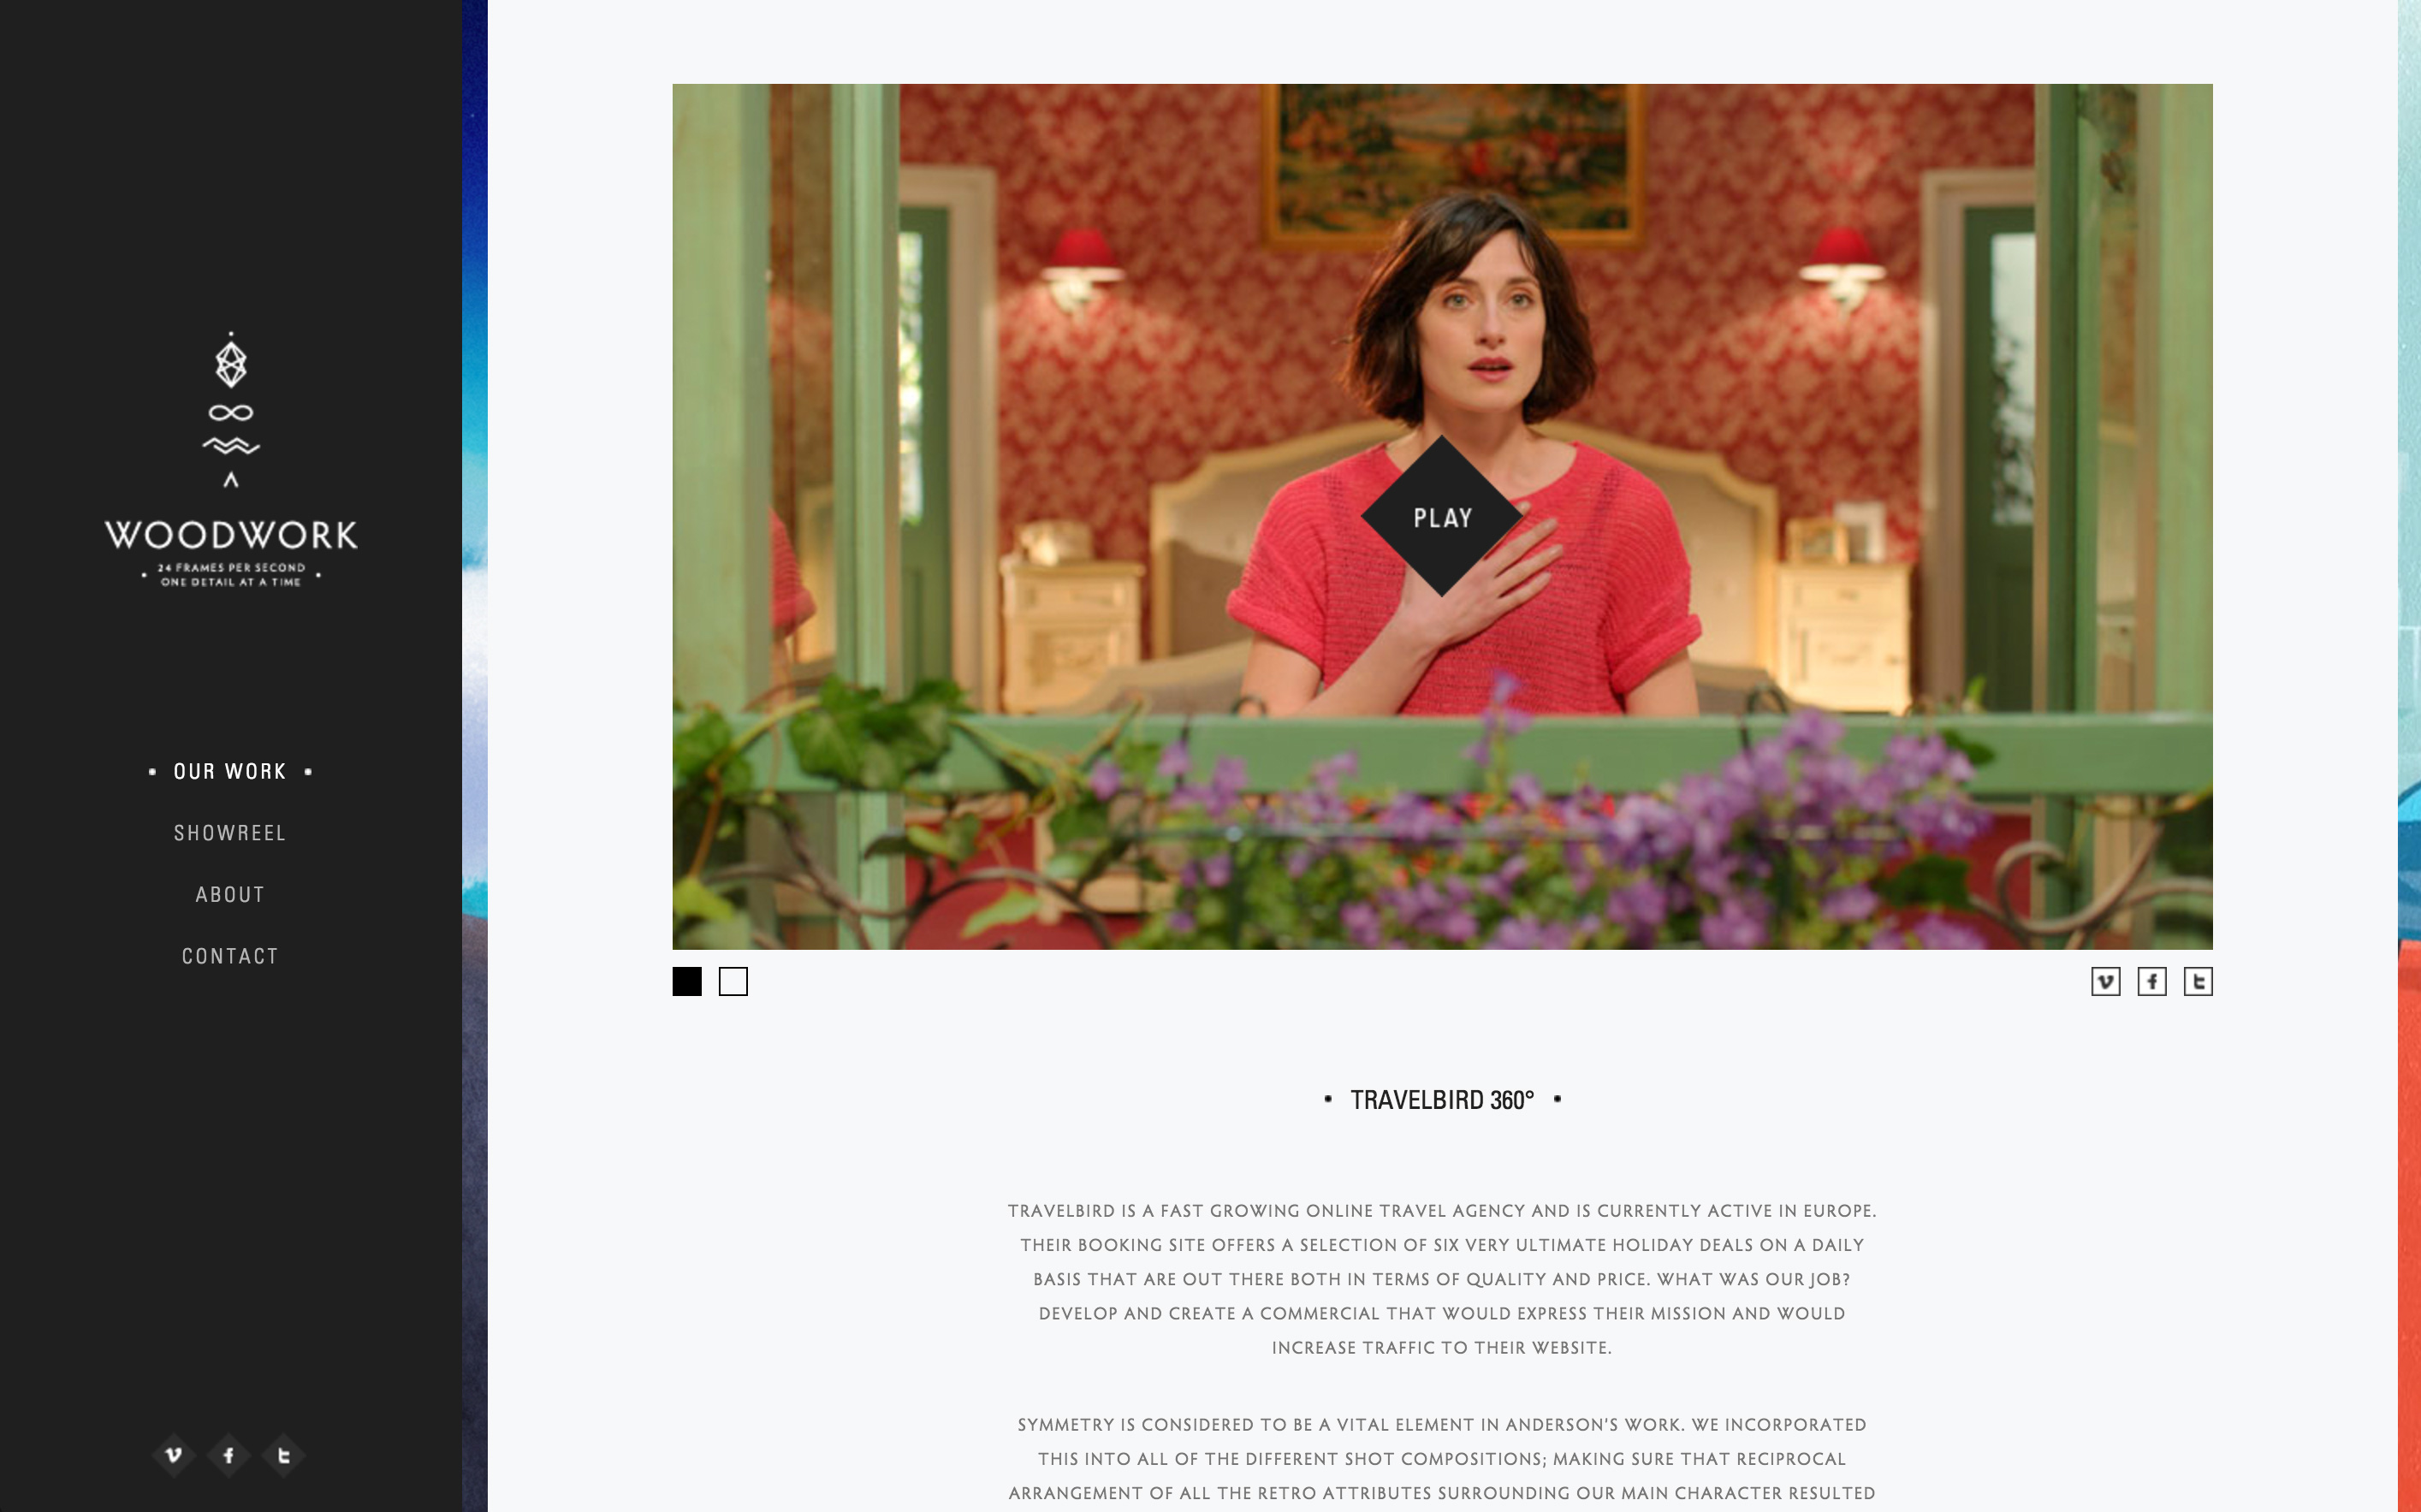 WOODWORK
24 FRAMES PER SECOND
ONE DETAIL AT A TIME
• OUR WORK •
SHOWREEL
ABOUT
CONTACT
PLAY
• TRAVELBIRD 360° •
TRAVELBIRD IS A FAST GROWING ONLINE TRAVEL AGENCY AND IS CURRENTLY ACTIVE IN EUROPE.
THEIR BOOKING SITE OFFERS A SELECTION OF SIX VERY ULTIMATE HOLIDAY DEALS ON A DAILY
BASIS THAT ARE OUT THERE BOTH IN TERMS OF QUALITY AND PRICE. WHAT WAS OUR JOB?
DEVELOP AND CREATE A COMMERCIAL THAT WOULD EXPRESS THEIR MISSION AND WOULD
INCREASE TRAFFIC TO THEIR WEBSITE.
SYMMETRY IS CONSIDERED TO BE A VITAL ELEMENT IN ANDERSON'S WORK. WE INCORPORATED
THIS INTO ALL OF THE DIFFERENT SHOT COMPOSITIONS; MAKING SURE THAT RECIPROCAL
ARRANGEMENT OF ALL THE RETRO ATTRIBUTES SURROUNDING OUR MAIN CHARACTER RESULTED